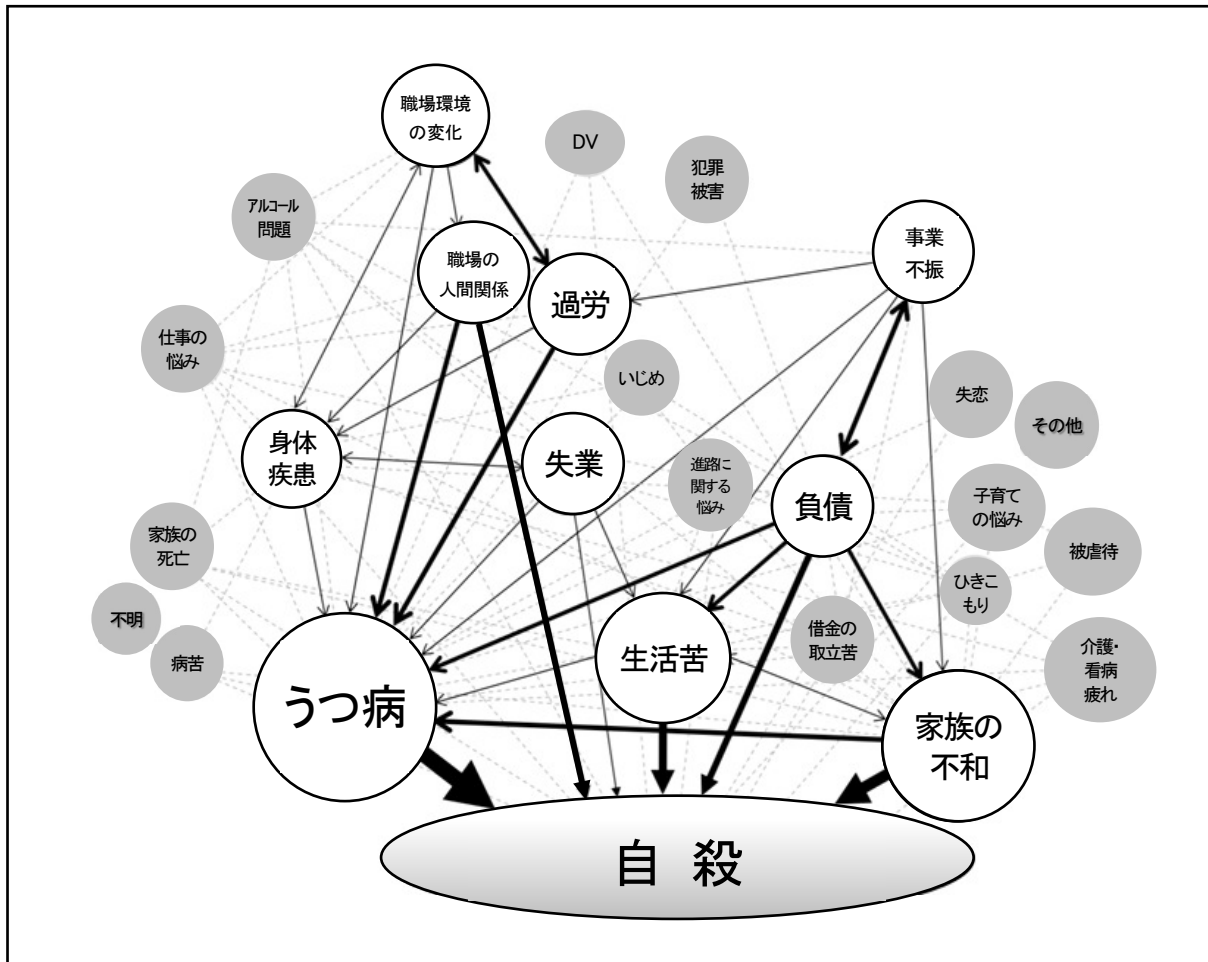 職場環境
の変化
DV
犯罪
被害
アルコール
問題
職場の
人間関係
過労
事業
不振
仕事の
悩み
いじめ
失恋
その他
身体
疾患
失業
進路に
関する
悩み
負債
子育て
の悩み
家族の
死亡
被虐待
ひきこ
もり
不明
病苦
うつ病
生活苦
借金の
取立苦
介護・
看病
疲れ
家族の
不和
自殺